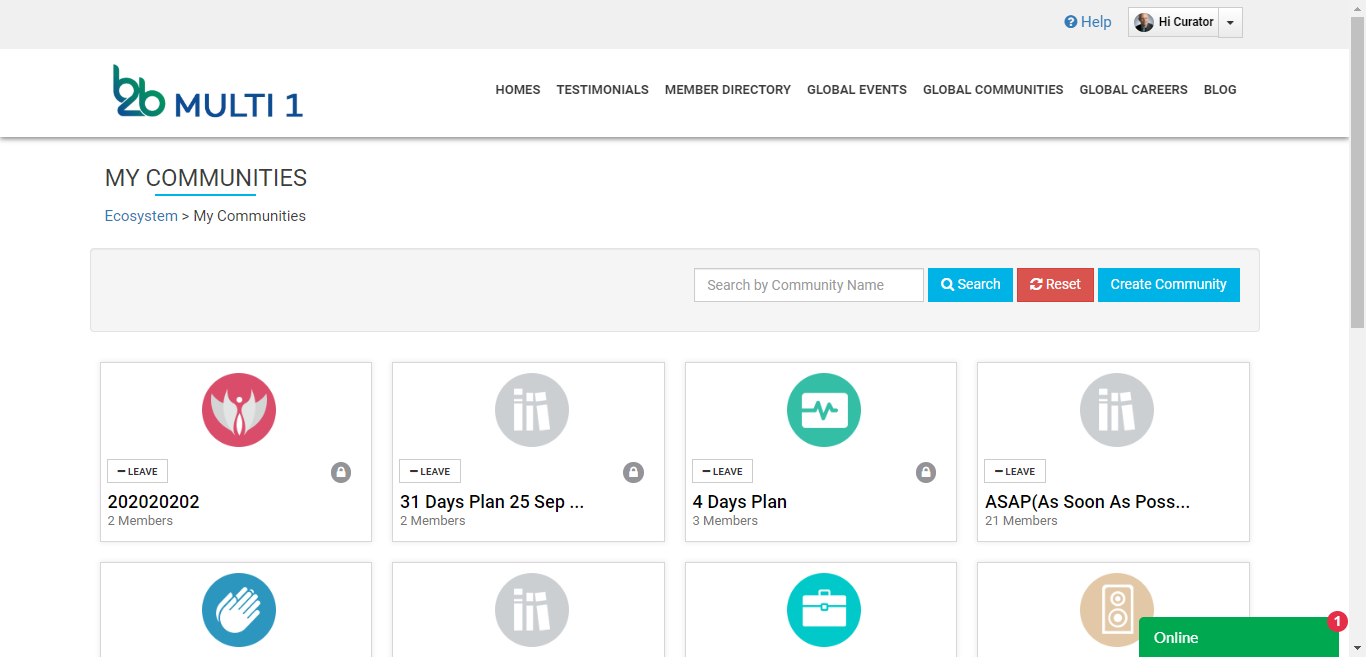 Help
Hi Curator
b2b MULTI 1
HOMES TESTIMONIALS MEMBER DIRECTORY GLOBAL EVENTS GLOBAL COMMUNITIES GLOBAL CAREERS BLOG
MY COMMUNITIES
Ecosystem > My Communities
Search by Community Name
Search
Reset
Create Community
LEAVE
202020202
2 Members
LEAVE
31 Days Plan 25 Sep ...
2 Members
LEAVE
4 Days Plan
3 Members
LEAVE
ASAP(As Soon As Poss...
21 Members
Online
1